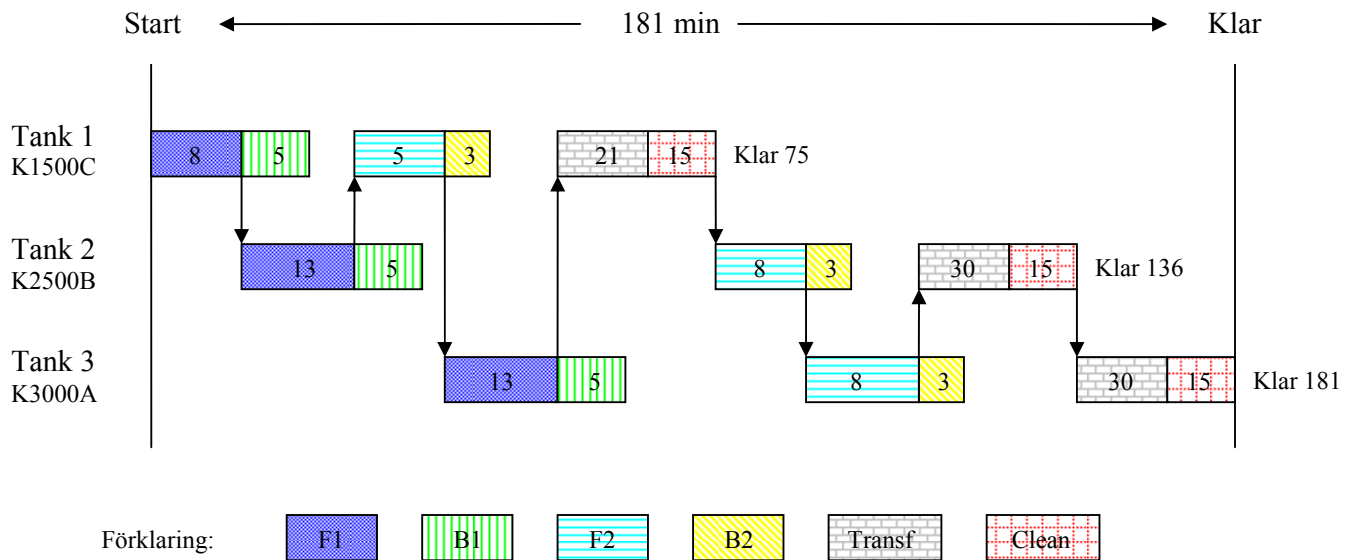 Start 181 min Klar
Tank 1
K1500C
8 5 5 3 21 15 Klar 75
Tank 2
K2500B
13 5 8 3 30 15 Klar 136
Tank 3
K3000A
13 5 8 3 30 15 Klar 181
Förklaring: F1 B1 F2 B2 Transf Clean